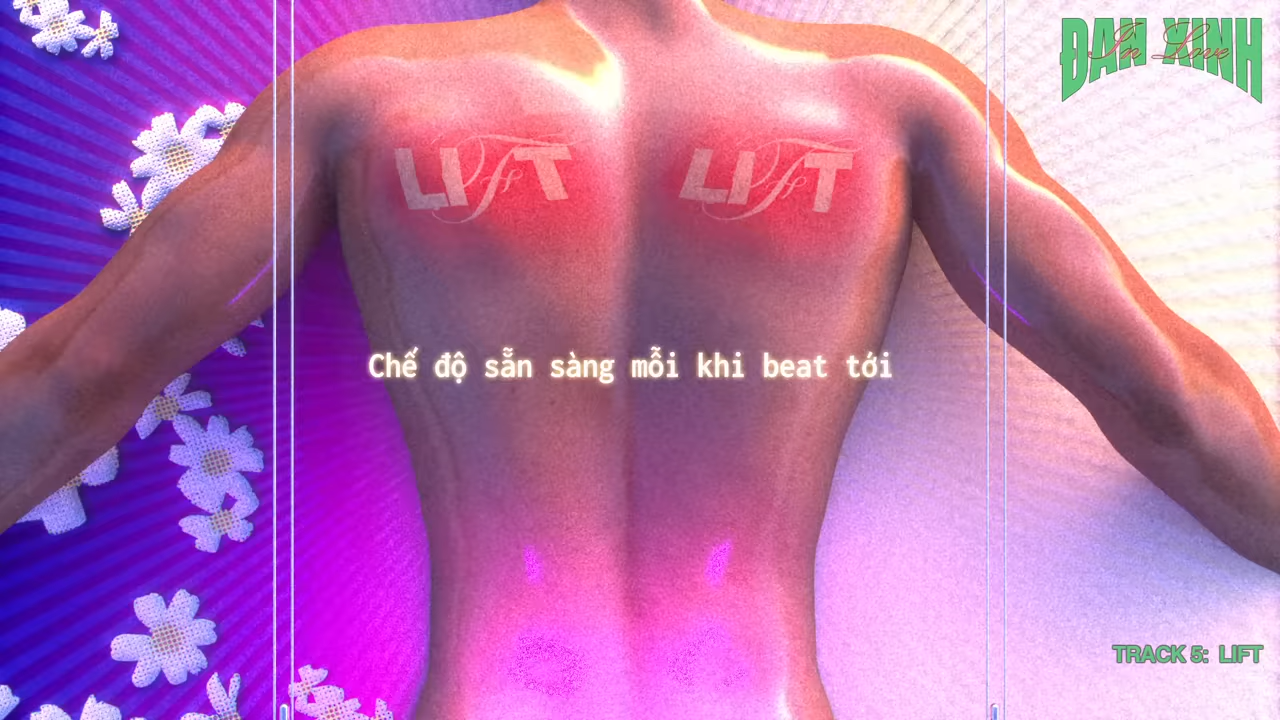 ĐAN XINH
In Love
LIFT LIFT
Chế độ sẵn sàng mỗi khi beat tới
TRACK 5: LIFT